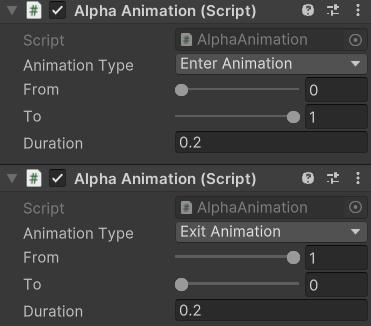 Alpha Animation (Script)
Script AlphaAnimation
Animation Type Enter Animation
From 0
To 1
Duration 0.2
Alpha Animation (Script)
Script AlphaAnimation
Animation Type Exit Animation
From 1
To 0
Duration 0.2